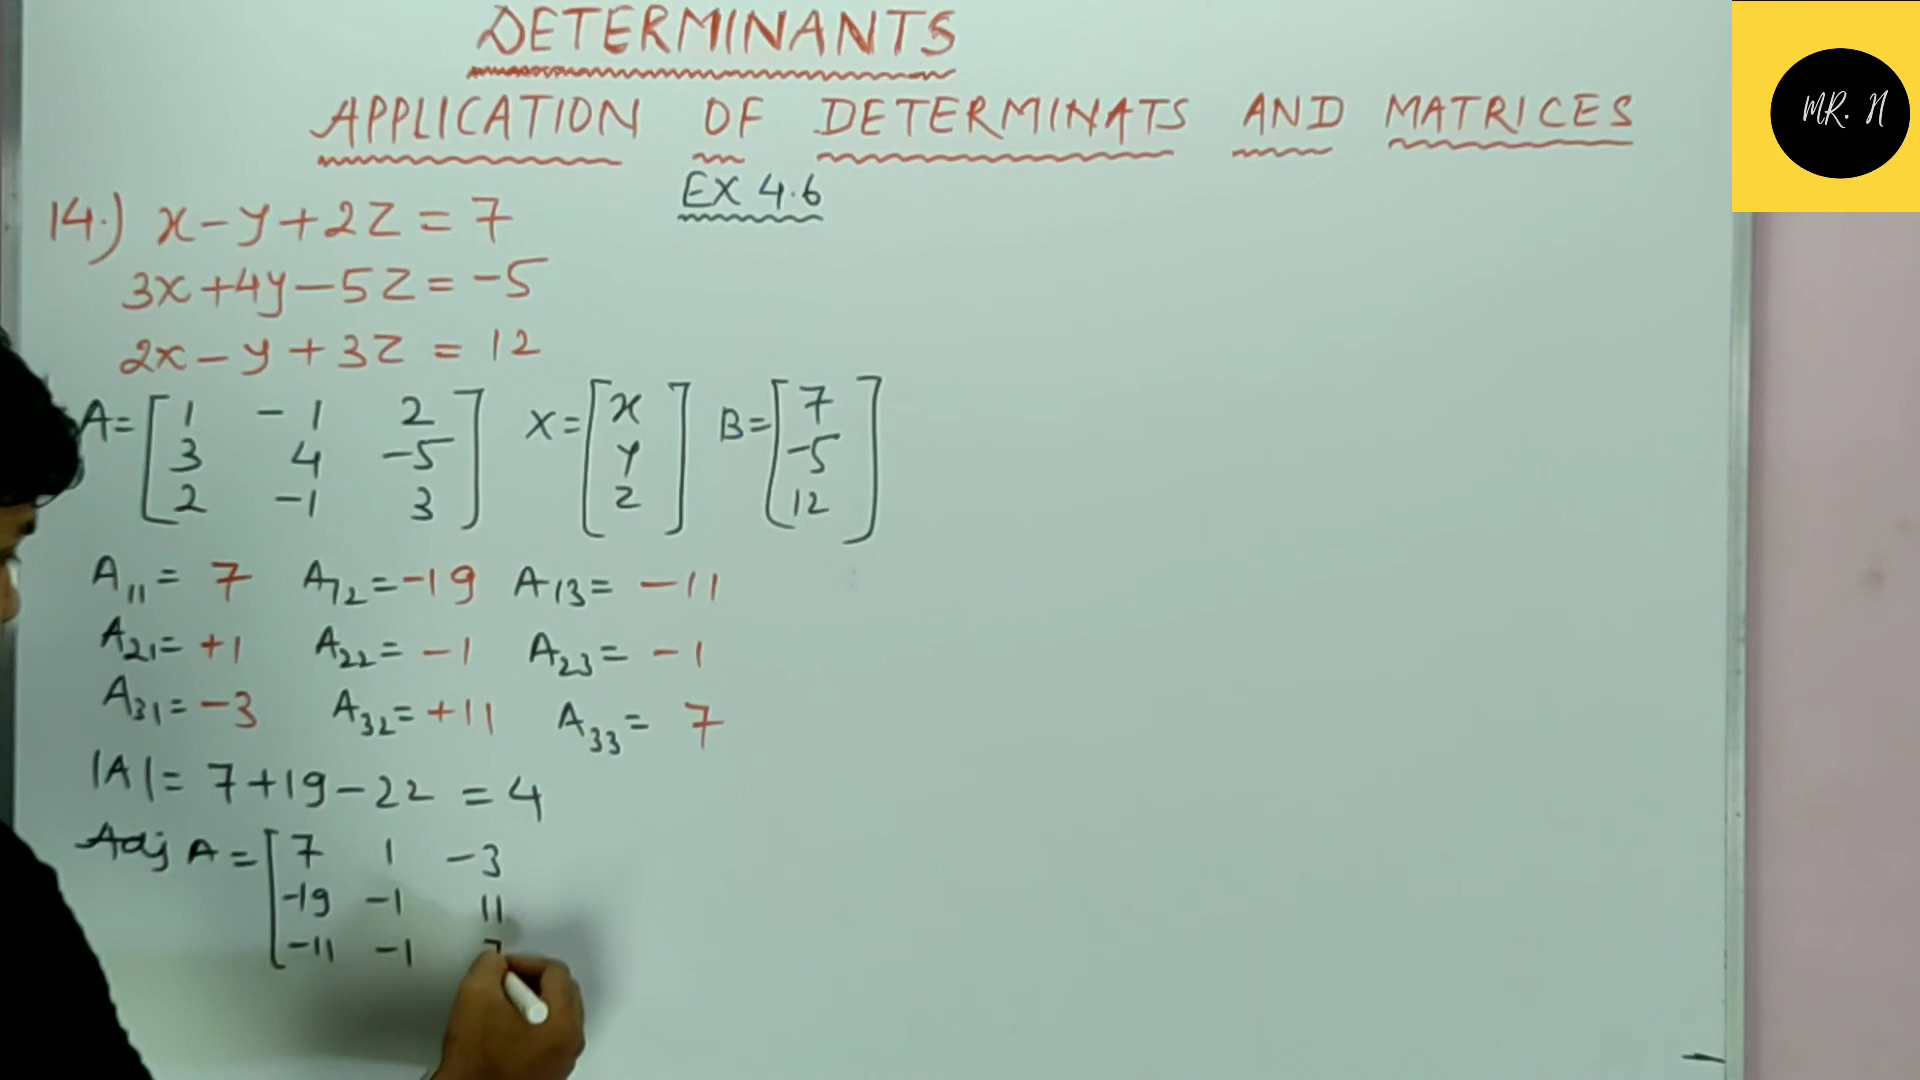 DETERMINANTS
APPLICATION OF DETERMINATS AND MATRICES
MR. N
EX 4.6
14.) x-y+2z=7
3x+4y-5z=-5
2x-y+3z=12
A=[1 -1 2 X=[x B=[7
3 4 -5 y -5
2 -1 3] z] 12]
A11=7 A12=-19 A13=-11
A21=+1 A22=-1 A23=-1
A31=-3 A32=+11 A33=7
|A|=7+19-22=4
Adj A=[7 1 -3
-19 -1 11
-11 -1